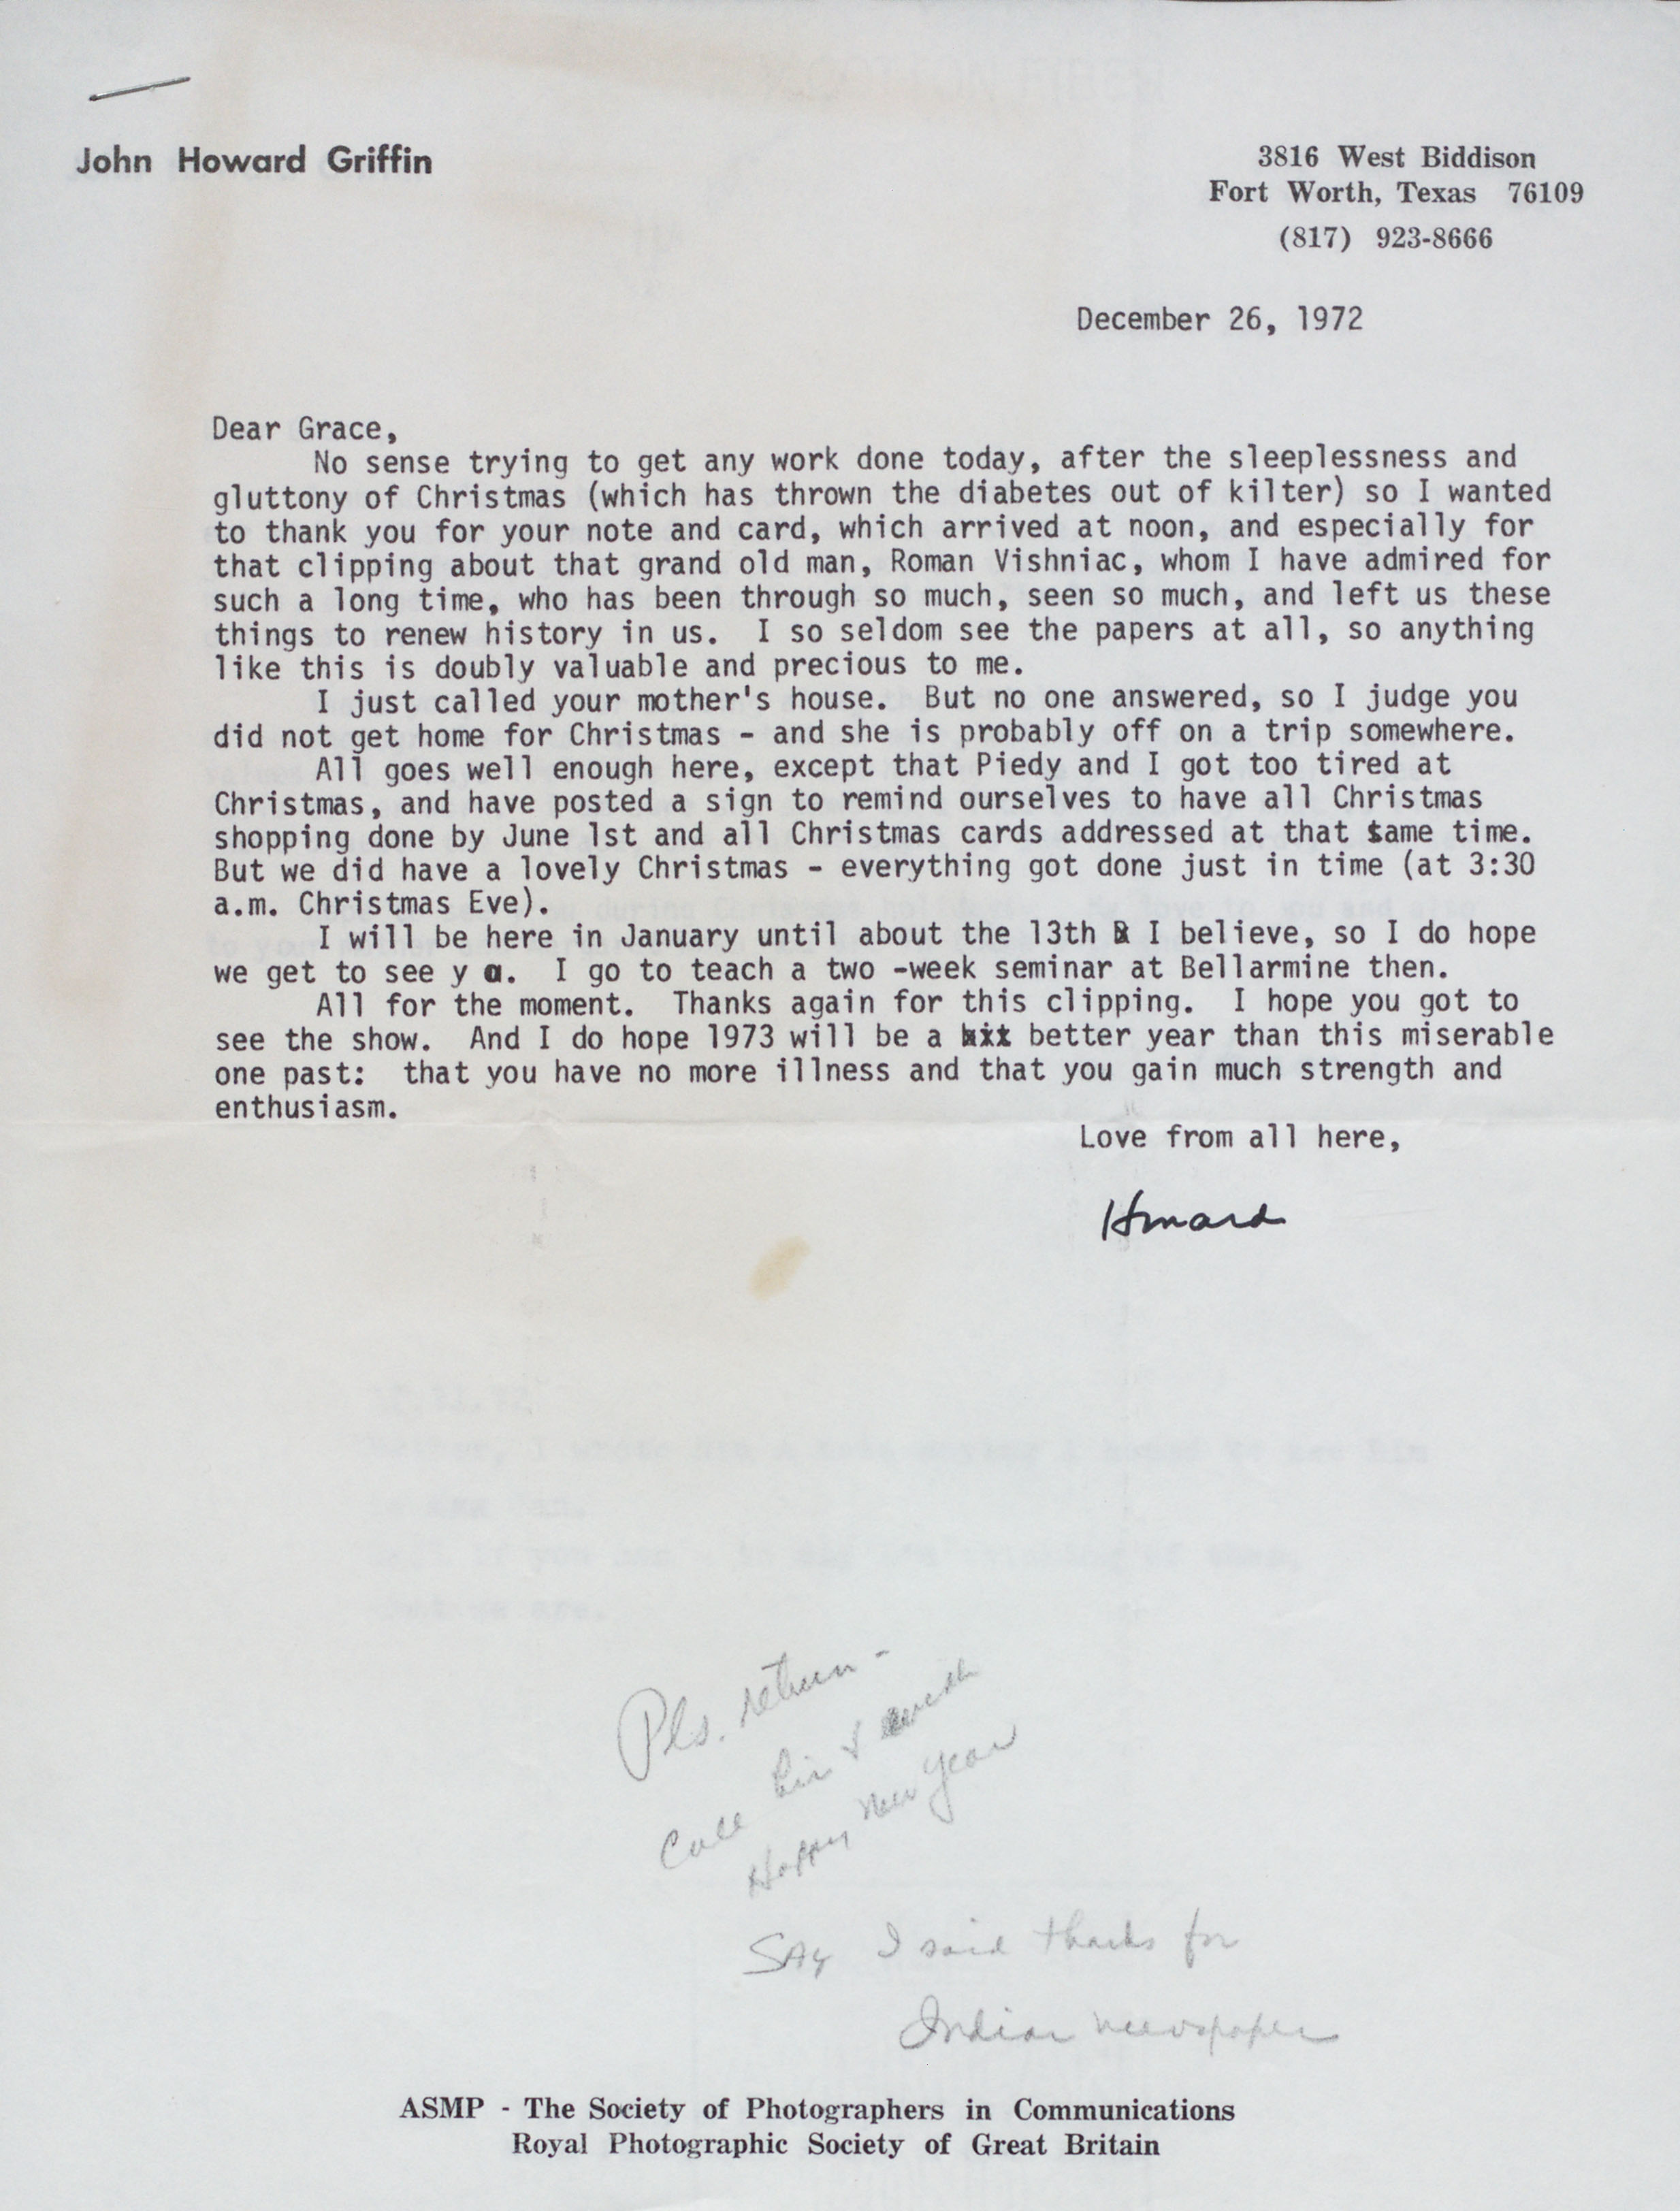 John Howard Griffin
3816 West Biddison
Fort Worth, Texas 76109
(817) 923-8666
December 26, 1972
Dear Grace,
No sense trying to get any work done today, after the sleeplessness and
gluttony of Christmas (which has thrown the diabetes out of kilter) so I wanted
to thank you for your note and card, which arrived at noon, and especially for
that clipping about that grand old man, Roman Vishniac, whom I have admired for
such a long time, who has been through so much, seen so much, and left us these
things to renew history in us. I so seldom see the papers at all, so anything
like this is doubly valuable and precious to me.
I just called your mother's house. But no one answered, so I judge you
did not get home for Christmas - and she is probably off on a trip somewhere.
All goes well enough here, except that Piedy and I got too tired at
Christmas, and have posted a sign to remind ourselves to have all Christmas
shopping done by June 1st and all Christmas cards addressed at that same time.
But we did have a lovely Christmas - everything got done just in time (at 3:30
a.m. Christmas Eve).
I will be here in January until about the 13th I believe, so I do hope
we get to see y a. I go to teach a two -week seminar at Bellarmine then.
All for the moment. Thanks again for this clipping. I hope you got to
see the show. And I do hope 1973 will be a better year than this miserable
one past: that you have no more illness and that you gain much strength and
enthusiasm.
Love from all here,
Howard
Pls. return -
Call him & wish
Happy New Year
SAY I said thanks for
Indian newspaper
ASMP - The Society of Photographers in Communications
Royal Photographic Society of Great Britain